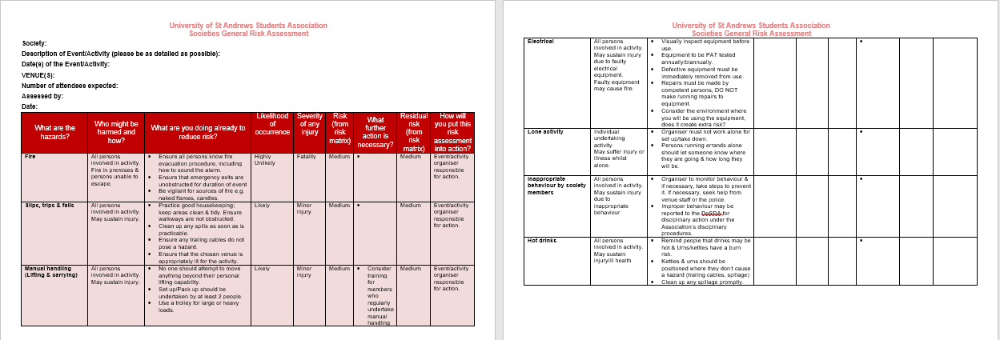 University of St Andrews Students Association
Societies General Risk Assessment
Society:
Description of Event/Activity (please be as detailed as possible):
Date(s) of the Event/Activity:
VENUE(S):
Number of attendees expected:
Assessed by:
Date:
What are the
hazards?
Who might be
harmed and
how?
What are you doing already to
reduce risk?
Likelihood
of
occurrence
Severity
of any
injury
Risk
(from
risk
matrix)
What
further
action is
necessary?
Residual
risk
(from
risk
matrix)
How will
you put this
risk
assessment
into action?
Fire
All persons
involved in activity.
Fire in premises &
persons unable to
escape.
• Ensure all persons know fire
evacuation procedure, including
how to sound the alarm.
• Ensure that emergency exits are
unobstructed for duration of event
• Be vigilant for sources of fire e.g.
naked flames, candles.
Highly
Unlikely
Fatality
Medium
•
Medium
Event/activity
organiser
responsible
for action.
Slips, trips & falls
All persons
involved in activity.
May sustain injury.
• Practice good housekeeping;
keep areas clean & tidy. Ensure
walkways are not obstructed.
• Clean up any spills as soon as is
practicable.
• Ensure any trailing cables do not
pose a hazard.
• Ensure that the chosen venue is
appropriately lit for the activity.
Likely
Minor
injury
Medium
•
Medium
Event/activity
organiser
responsible
for action.
Manual handling
(Lifting & carrying)
All persons
involved in activity.
May sustain injury.
• No one should attempt to move
anything beyond their personal
lifting capability.
• Set up/Pack up should be
undertaken by at least 2 people.
• Use a trolley for large or heavy
loads.
Likely
Minor
injury
Medium
• Consider
training
for
members
who
regularly
undertake
manual
handling
Medium
Event/activity
organiser
responsible
for action.
University of St Andrews Students Association
Societies General Risk Assessment
Electrical
All persons
involved in activity.
May sustain injury
due to faulty
electrical
equipment.
Faulty equipment
may cause fire.
• Visually inspect equipment before
use.
• Equipment to be PAT tested
annually/biannually.
• Defective equipment must be
immediately removed from use.
• Repairs must be made by
competent persons, DO NOT
make running repairs to
equipment.
• Consider the environment where
you will be using the equipment,
does it create extra risk?
•
Lone activity
Individual
undertaking
activity.
May suffer injury or
illness whilst
alone.
• Organiser must not work alone for
set up/take down.
• Persons running errands alone
should let someone know where
they are going & how long they
will be.
•
Inappropriate
behaviour by society
members
All persons
involved in activity.
May sustain injury
due to
inappropriate
behaviour
• Organiser to monitor behaviour &
if necessary, take steps to prevent
it. If necessary, seek help from
venue staff or the police.
• Improper behaviour may be
reported to the DoSDA for
disciplinary action under the
Association's disciplinary
procedures.
•
Hot drinks
All persons
involved in activity.
May sustain
injury/ill health
• Remind people that drinks may be
hot & Urns/kettles have a burn
risk.
• Kettles & urns should be
positioned where they don't cause
a hazard (trailing cables, spillage)
• Clean up any spillage promptly.
•